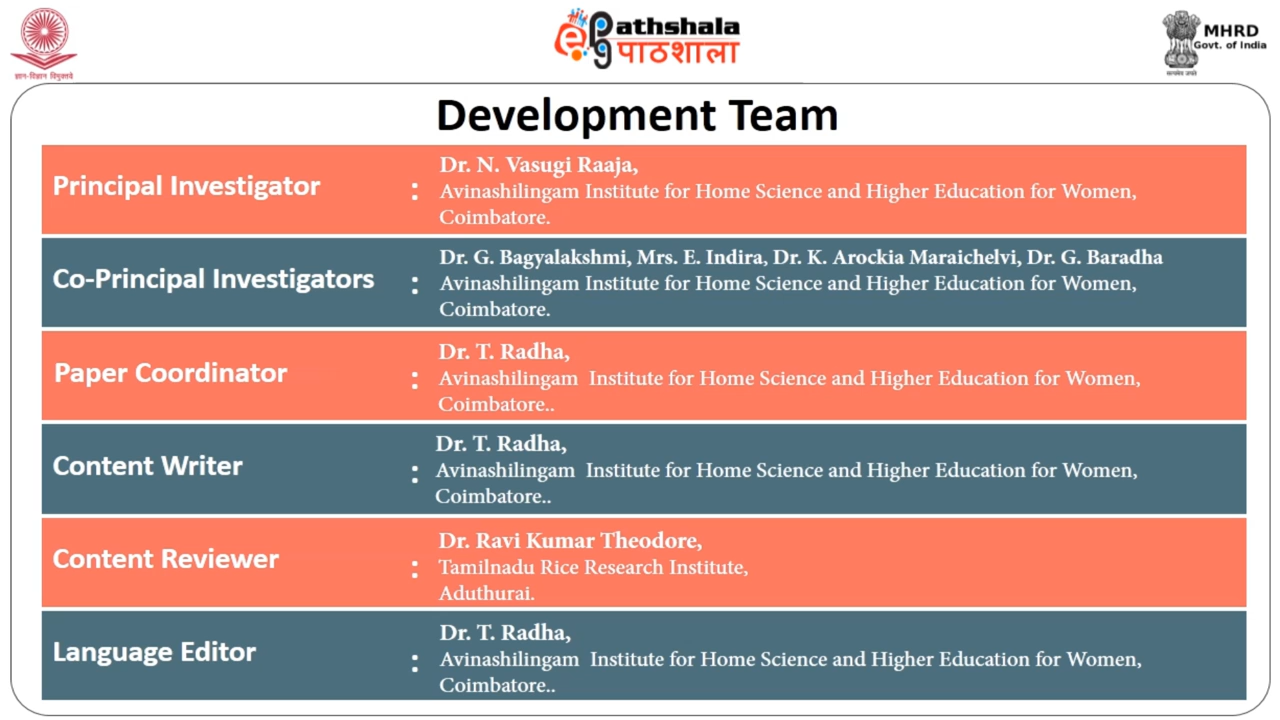 ज्ञान-विज्ञान विमुक्तये
ePathshala
पाठशाला
MHRD
Govt. of India
सत्यमेव जयते
Development Team
Principal Investigator :
Dr. N. Vasugi Raaja,
Avinashilingam Institute for Home Science and Higher Education for Women,
Coimbatore.
Co-Principal Investigators :
Dr. G. Bagyalakshmi, Mrs. E. Indira, Dr. K. Arockia Maraichelvi, Dr. G. Baradha
Avinashilingam Institute for Home Science and Higher Education for Women,
Coimbatore.
Paper Coordinator :
Dr. T. Radha,
Avinashilingam Institute for Home Science and Higher Education for Women,
Coimbatore..
Content Writer :
Dr. T. Radha,
Avinashilingam Institute for Home Science and Higher Education for Women,
Coimbatore..
Content Reviewer :
Dr. Ravi Kumar Theodore,
Tamilnadu Rice Research Institute,
Aduthurai.
Language Editor :
Dr. T. Radha,
Avinashilingam Institute for Home Science and Higher Education for Women,
Coimbatore..